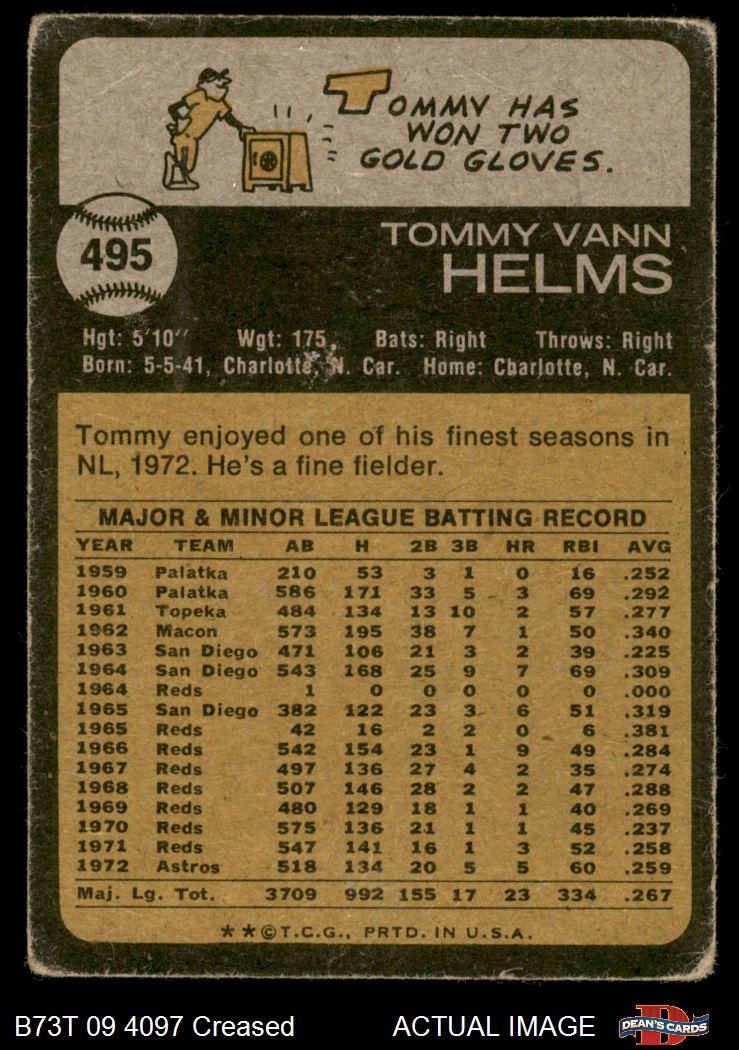 TOMMY HAS
WON TWO
GOLD GLOVES.
495
TOMMY VANN
HELMS
Hgt: 5'10'' Wgt: 175 Bats: Right Throws: Right
Born: 5-5-41, Charlotte, N. Car. Home: Charlotte, N. Car.
Tommy enjoyed one of his finest seasons in
NL, 1972. He's a fine fielder.
MAJOR & MINOR LEAGUE BATTING RECORD
YEAR TEAM AB H 2B 3B HR RBI AVG
1959 Palatka 210 53 3 1 0 16 .252
1960 Palatka 586 171 33 5 3 69 .292
1961 Topeka 484 134 13 10 2 57 .277
1962 Macon 573 195 38 7 1 50 .340
1963 San Diego 471 106 21 3 2 39 .225
1964 San Diego 543 168 25 9 7 69 .309
1964 Reds 1 0 0 0 0 0 .000
1965 San Diego 382 122 23 3 6 51 .319
1965 Reds 42 16 2 2 0 6 .381
1966 Reds 542 154 23 1 9 49 .284
1967 Reds 497 136 27 4 2 35 .274
1968 Reds 507 146 28 2 2 47 .288
1969 Reds 480 129 18 1 1 40 .269
1970 Reds 575 136 21 1 1 45 .237
1971 Reds 547 141 16 1 3 52 .258
1972 Astros 518 134 20 5 5 60 .259
Maj. Lg. Tot. 3709 992 155 17 23 334 .267
**©T.C.G., PRTD. IN U.S.A.
B73T 09 4097 Creased ACTUAL IMAGE
D
DEAN'S CARDS